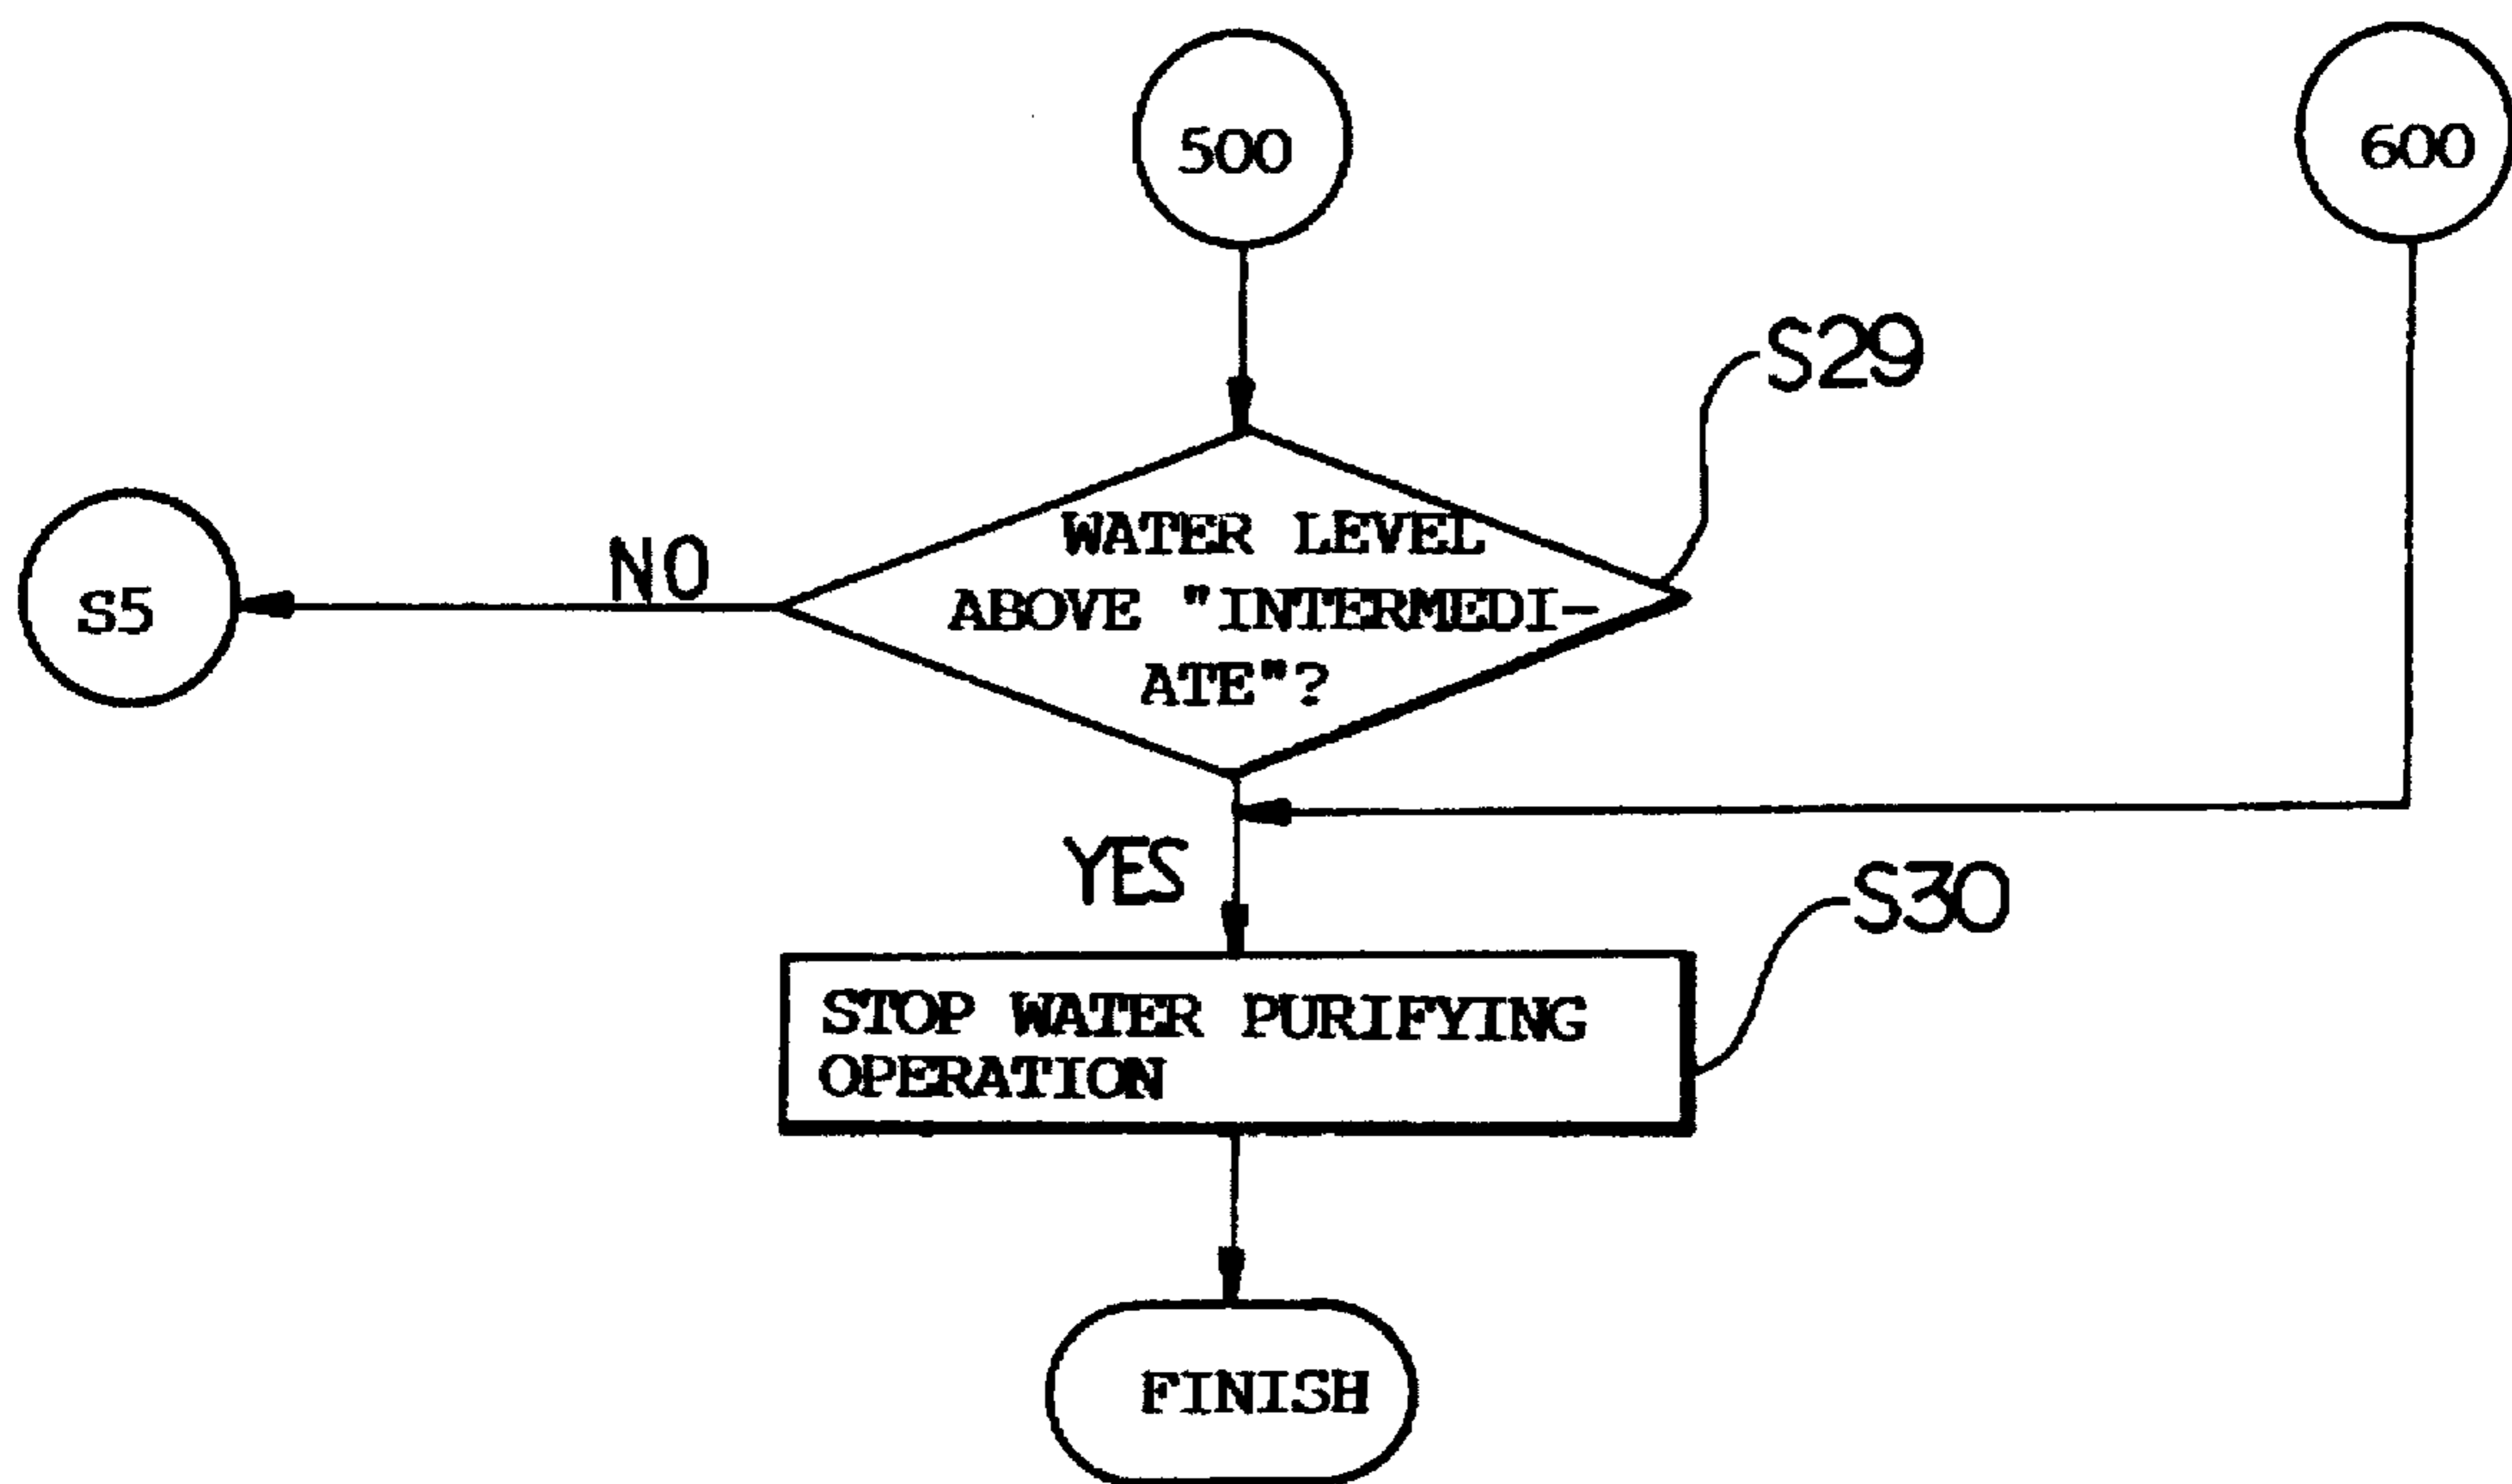 500
600
S29
WATER LEVEL
ABOVE "INTERMEDI-
ATE"?
NO
S5
YES
S30
STOP WATER PURIFYING
OPERATION
FINISH